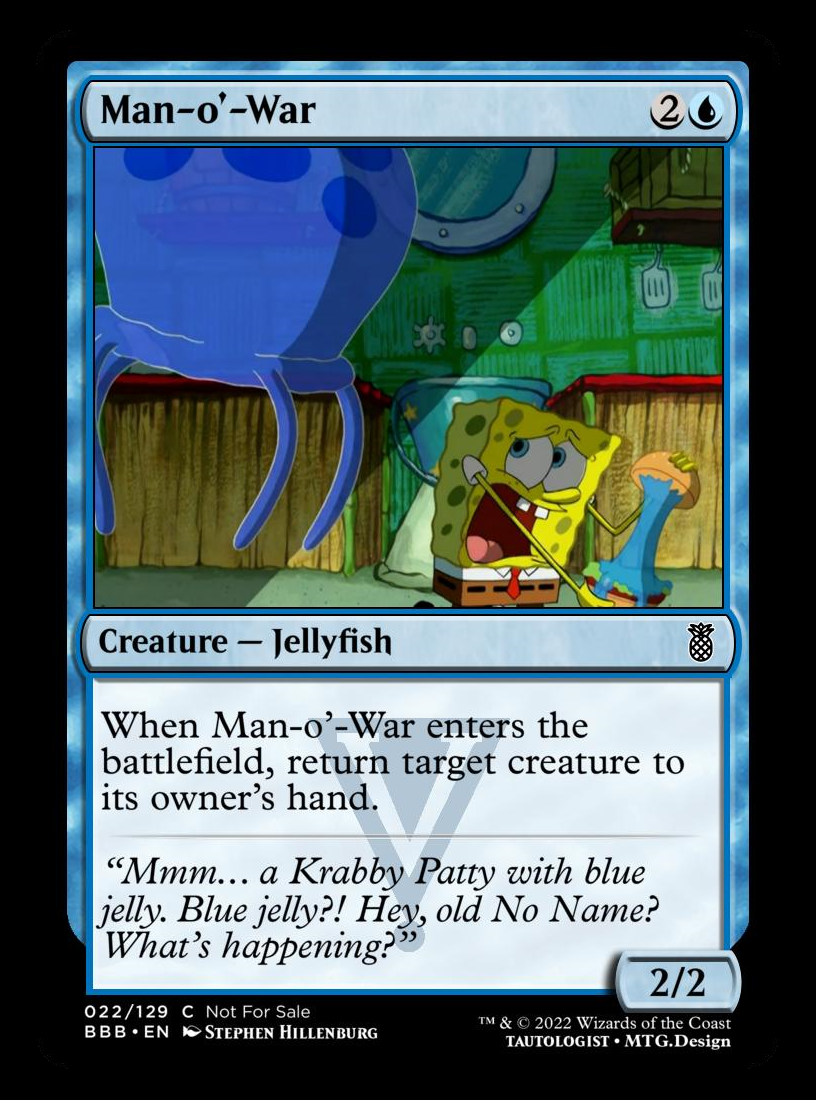 Man-o'-War 2
Creature — Jellyfish
When Man-o’-War enters the
battlefield, return target creature to
its owner’s hand.
“Mmm… a Krabby Patty with blue
jelly. Blue jelly?! Hey, old No Name?
What’s happening?”
2/2
022/129 C Not For Sale
BBB • EN Stephen Hillenburg
™ & © 2022 Wizards of the Coast
TAUTOLOGIST • MTG.Design